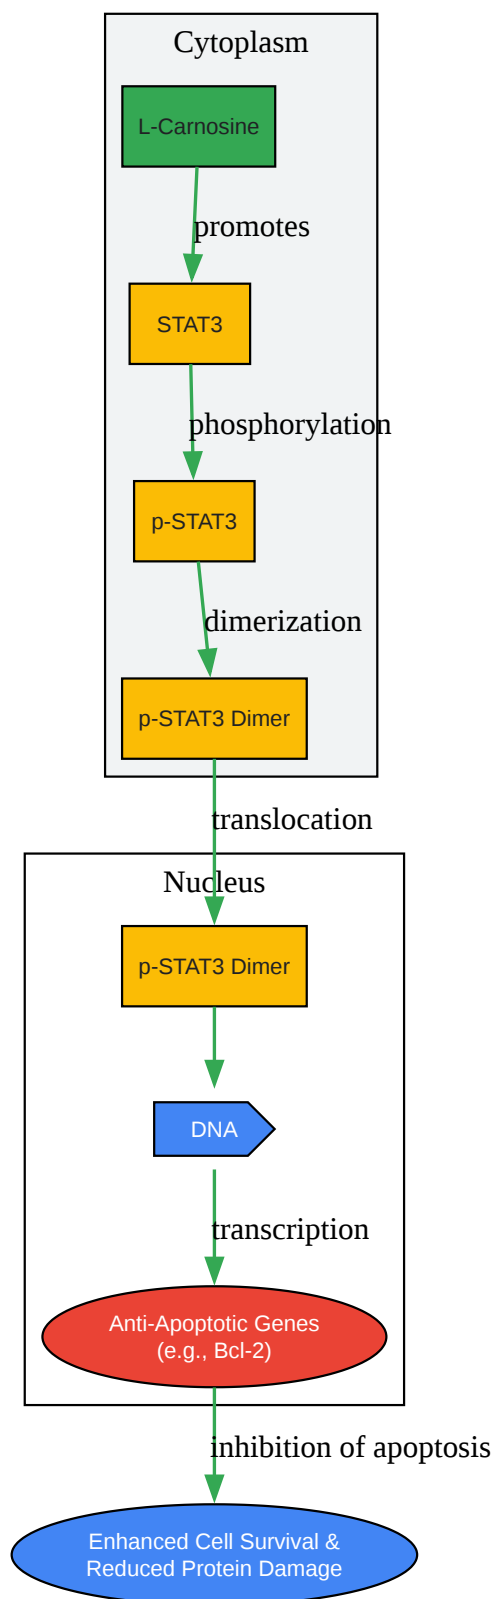 Cytoplasm
L-Carnosine
promotes
STAT3
phosphorylation
p-STAT3
dimerization
p-STAT3 Dimer
translocation
Nucleus
p-STAT3 Dimer
DNA
transcription
Anti-Apoptotic Genes
(e.g., Bcl-2)
inhibition of apoptosis
Enhanced Cell Survival &
Reduced Protein Damage